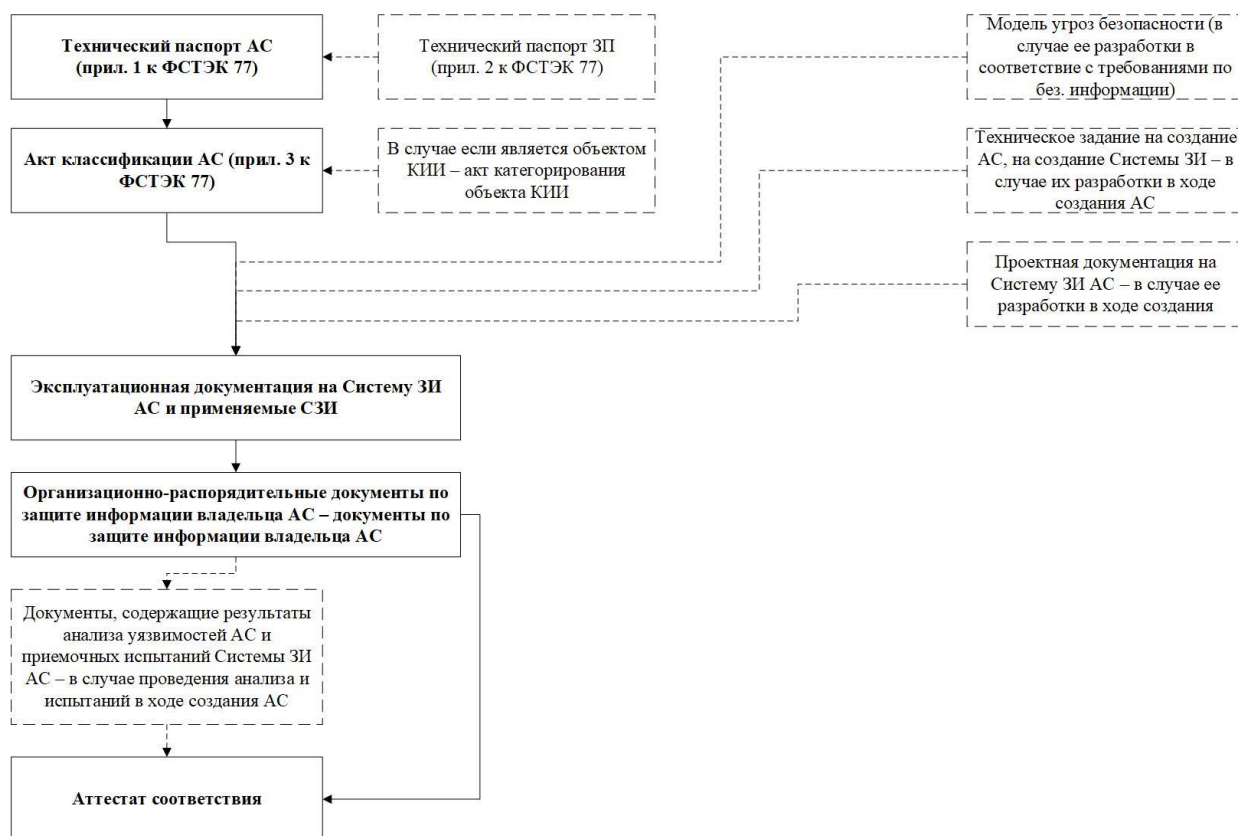 Технический паспорт АС
(прил. 1 к ФСТЭК 77)
Технический паспорт ЗП
(прил. 2 к ФСТЭК 77)
Модель угроз безопасности (в
случае ее разработки в
соответствие с требованиями по
без. информации)
Акт классификации АС (прил. 3 к
ФСТЭК 77)
В случае если является объектом
КИИ – акт категорирования
объекта КИИ
Техническое задание на создание
АС, на создание Системы ЗИ – в
случае их разработки в ходе
создания АС
Проектная документация на
Систему ЗИ АС – в случае ее
разработки в ходе создания
Эксплуатационная документация на Систему ЗИ
АС и применяемые СЗИ
Организационно-распорядительные документы по
защите информации владельца АС – документы по
защите информации владельца АС
Документы, содержащие результаты
анализа уязвимостей АС и
приемочных испытаний Системы ЗИ
АС – в случае проведения анализа и
испытаний в ходе создания АС
Аттестат соответствия